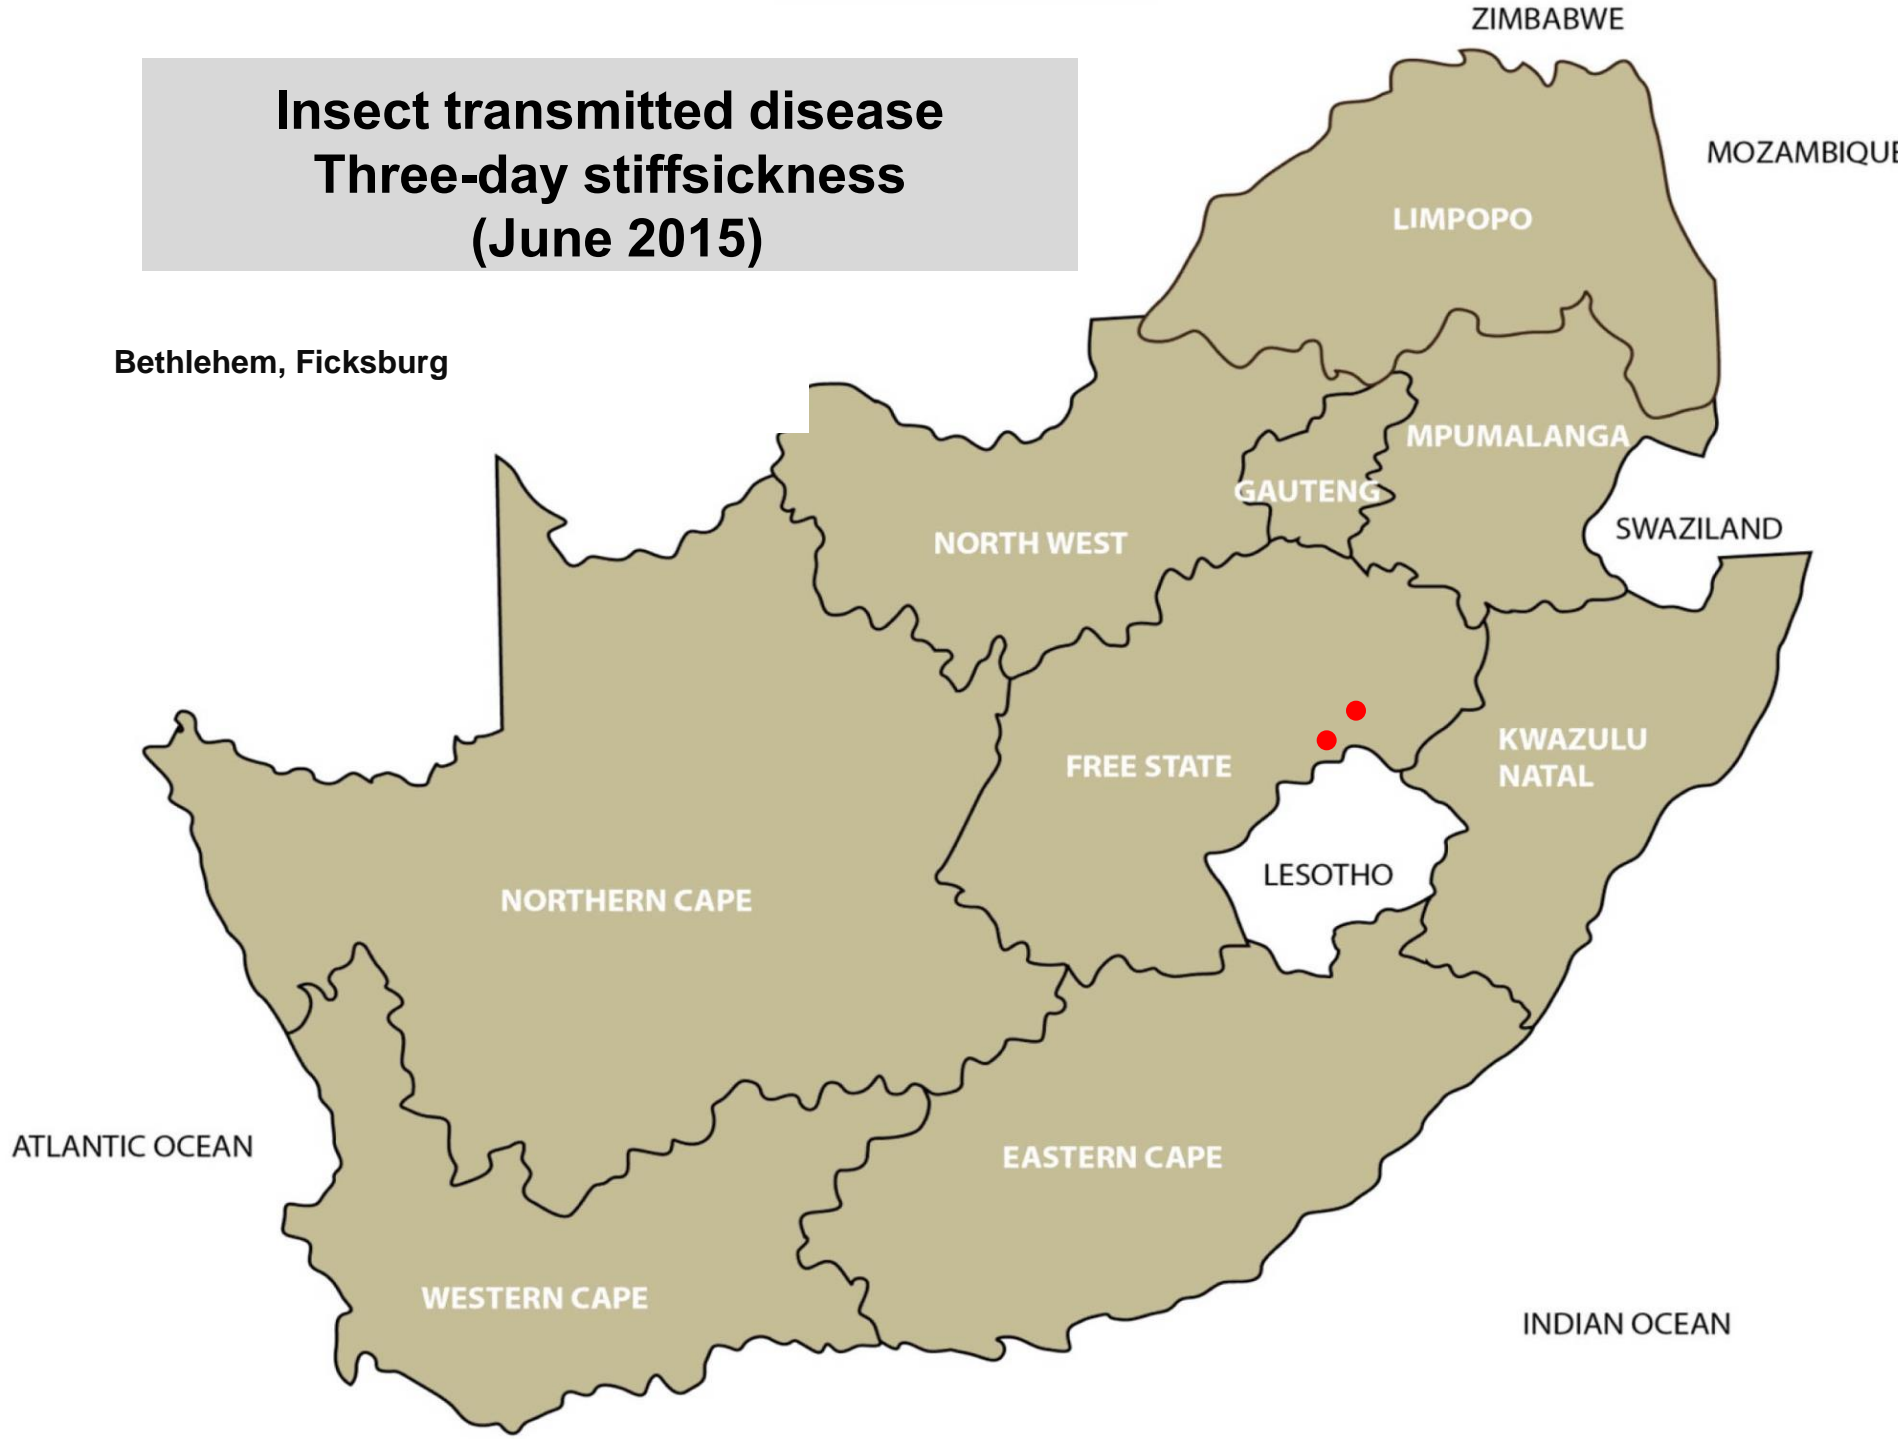 ZIMBABWE
Insect transmitted disease
Three-day stiffsickness
(June 2015)
MOZAMBIQUE
LIMPOPO
Bethlehem, Ficksburg
MPUMALANGA
GAUTENG
SWAZILAND
NORTH WEST
KWAZULU
NATAL
FREE STATE
LESOTHO
NORTHERN CAPE
ATLANTIC OCEAN
EASTERN CAPE
WESTERN CAPE
INDIAN OCEAN